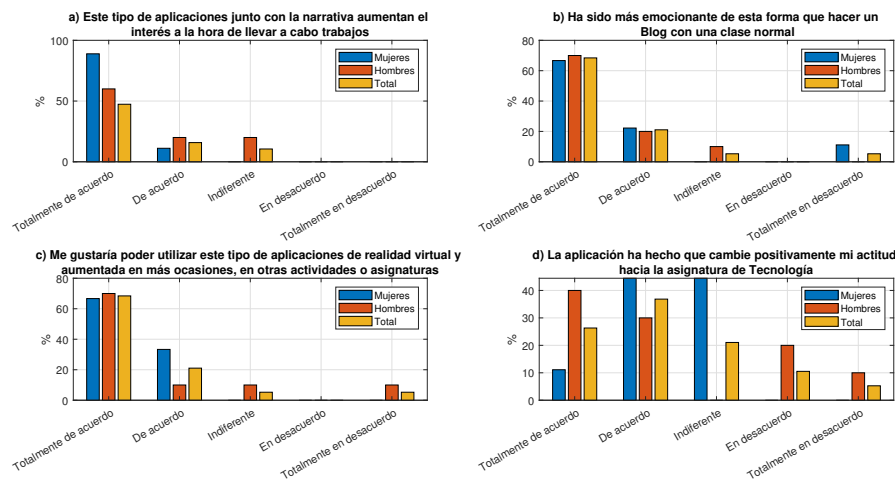 a) Este tipo de aplicaciones junto con la narrativa aumentan el
interés a la hora de llevar a cabo trabajos
100
50
0
%
Mujeres
Hombres
Total
Totalmente de acuerdo
De acuerdo
Indiferente
En desacuerdo
Totalmente en desacuerdo
b) Ha sido más emocionante de esta forma que hacer un
Blog con una clase normal
80
60
40
20
0
%
Mujeres
Hombres
Total
Totalmente de acuerdo
De acuerdo
Indiferente
En desacuerdo
Totalmente en desacuerdo
c) Me gustaría poder utilizar este tipo de aplicaciones de realidad virtual y
aumentada en más ocasiones, en otras actividades o asignaturas
80
60
40
20
0
%
Mujeres
Hombres
Total
Totalmente de acuerdo
De acuerdo
Indiferente
En desacuerdo
Totalmente en desacuerdo
d) La aplicación ha hecho que cambie positivamente mi actitud
hacia la asignatura de Tecnología
40
30
20
10
0
%
Mujeres
Hombres
Total
Totalmente de acuerdo
De acuerdo
Indiferente
En desacuerdo
Totalmente en desacuerdo